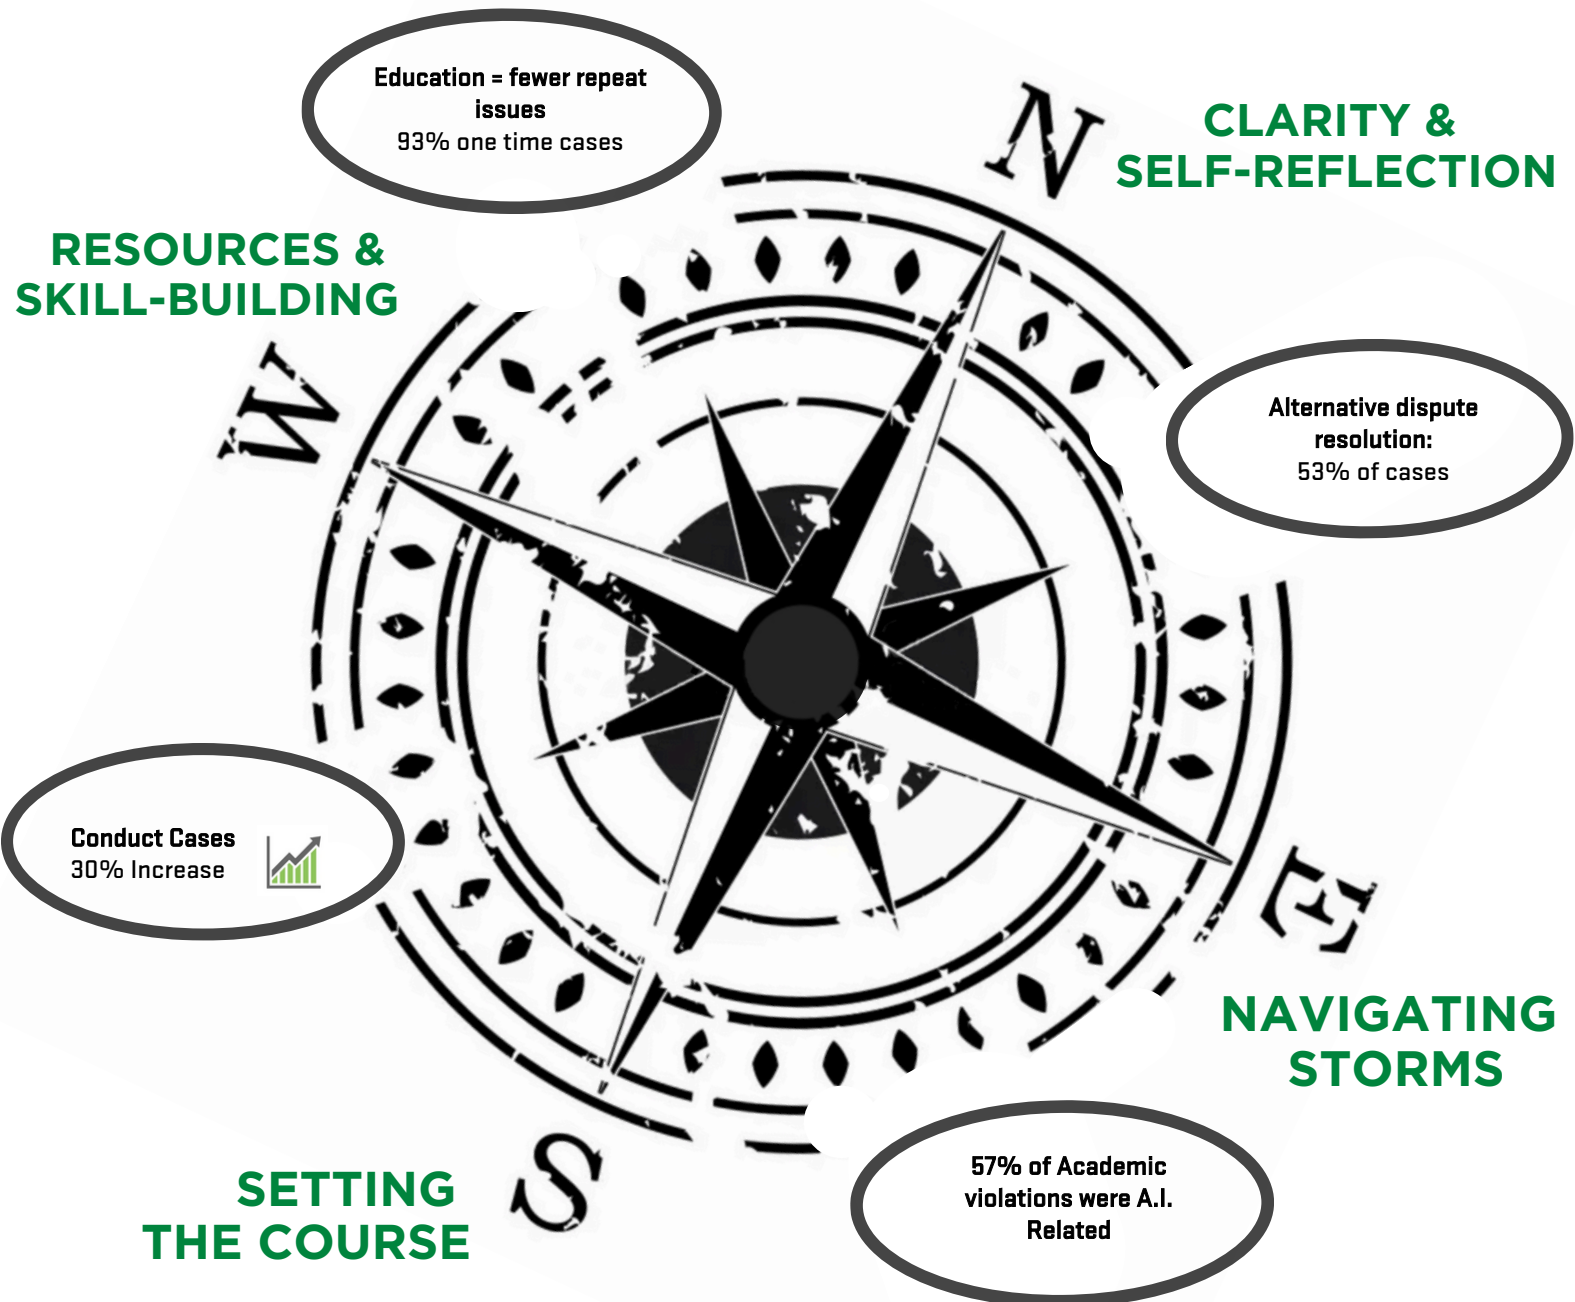 Education = fewer repeat
issues
93% one time cases
N
CLARITY &
SELF-REFLECTION
RESOURCES &
SKILL-BUILDING
W
Alternative dispute
resolution:
53% of cases
Conduct Cases
30% Increase
E
NAVIGATING
STORMS
S
SETTING
THE COURSE
57% of Academic
violations were A.I.
Related